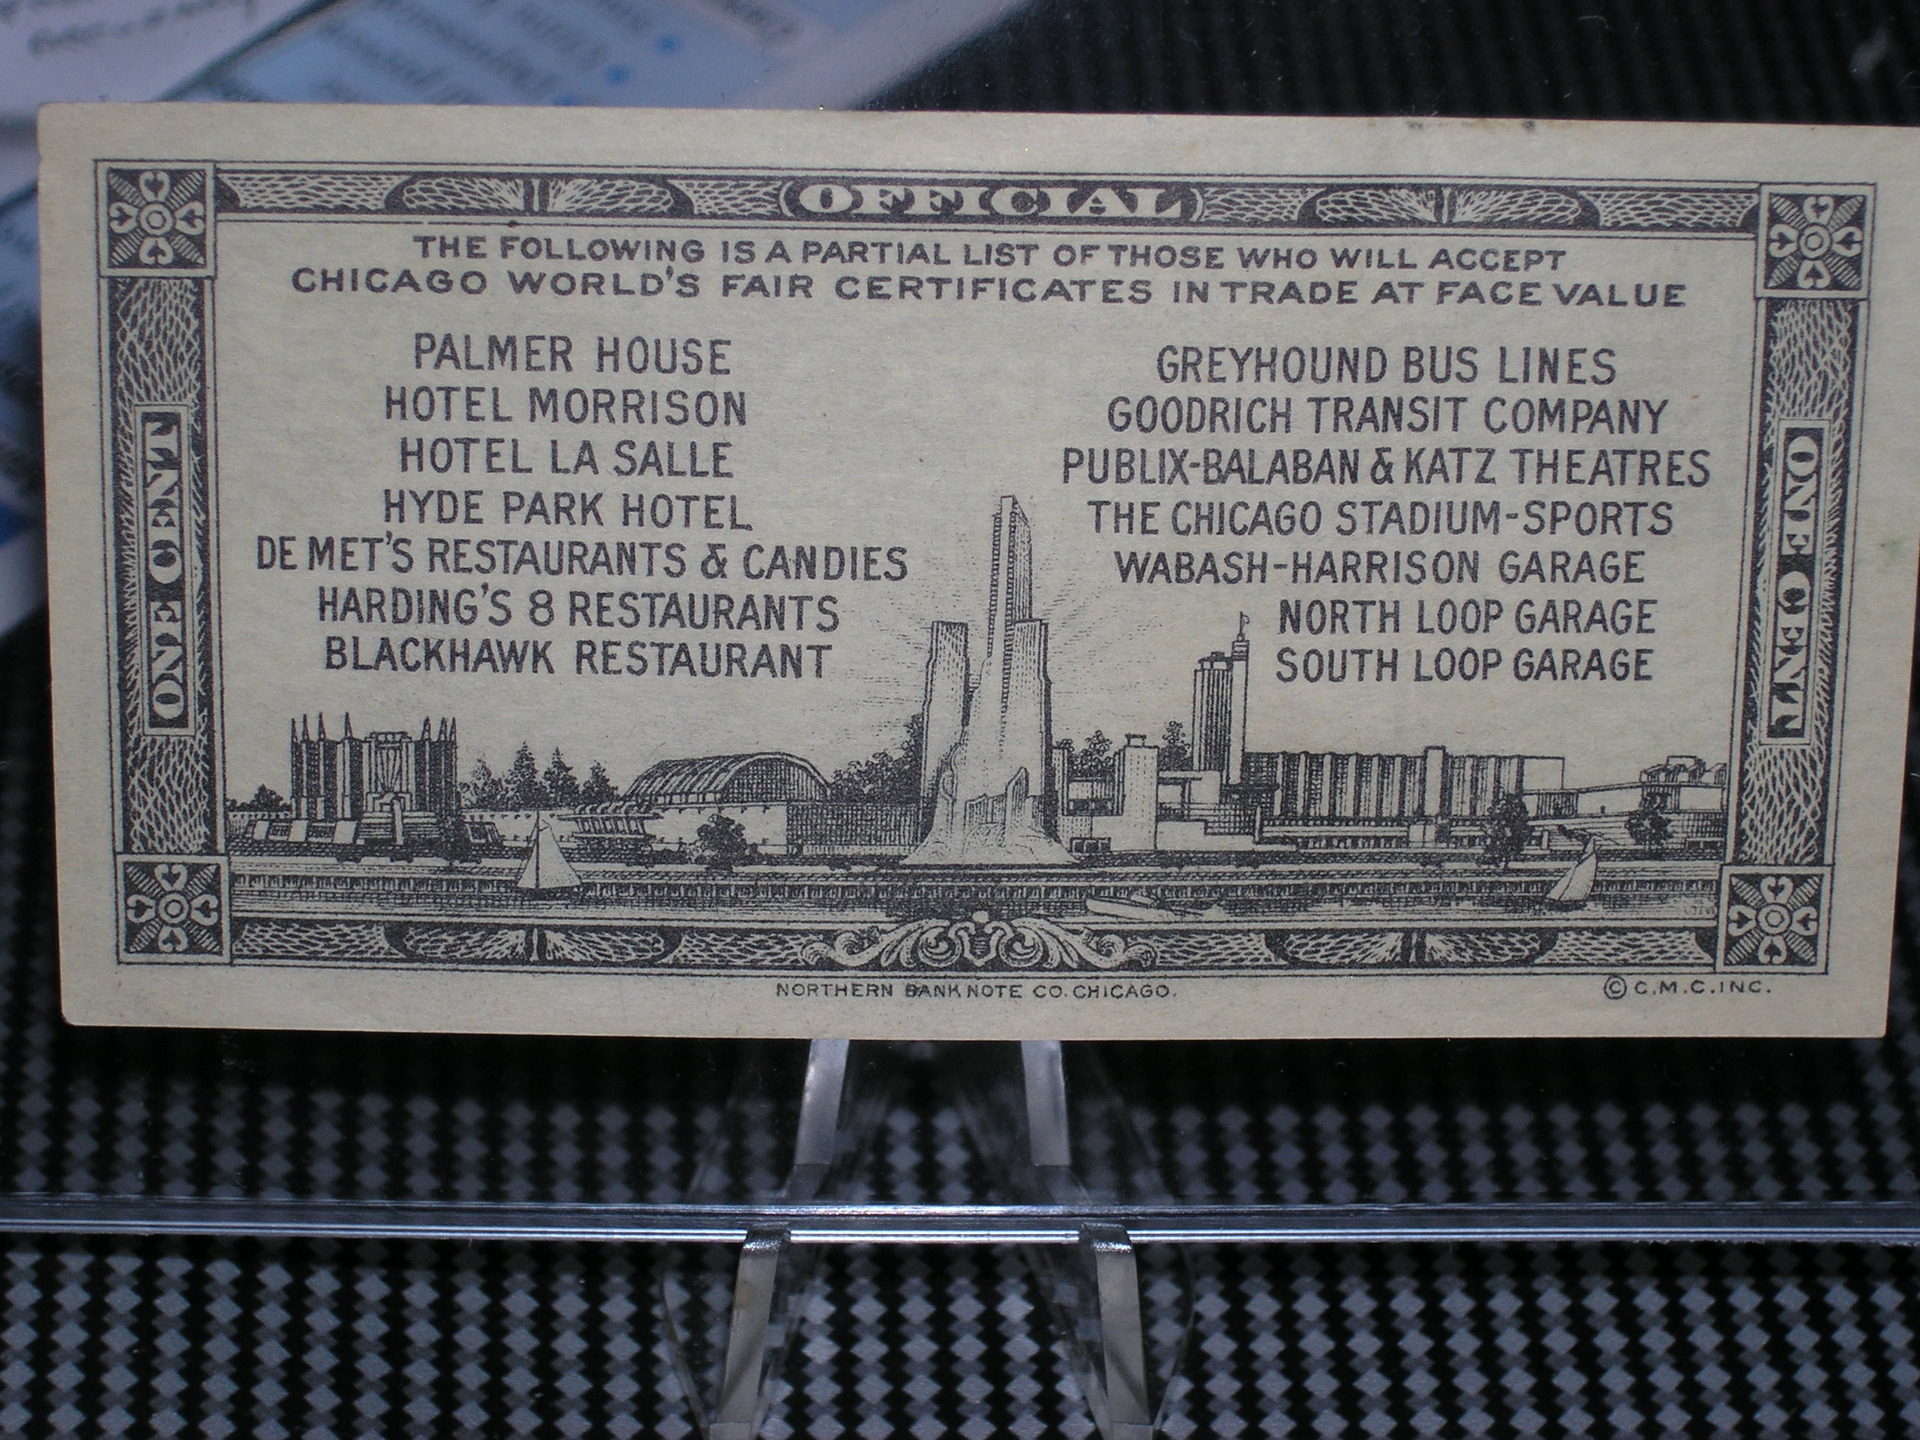 OFFICIAL
THE FOLLOWING IS A PARTIAL LIST OF THOSE WHO WILL ACCEPT
CHICAGO WORLD'S FAIR CERTIFICATES IN TRADE AT FACE VALUE
PALMER HOUSE
HOTEL MORRISON
HOTEL LA SALLE
HYDE PARK HOTEL
DE MET'S RESTAURANTS & CANDIES
HARDING'S 8 RESTAURANTS
BLACKHAWK RESTAURANT
GREYHOUND BUS LINES
GOODRICH TRANSIT COMPANY
PUBLIX-BALABAN & KATZ THEATRES
THE CHICAGO STADIUM-SPORTS
WABASH-HARRISON GARAGE
NORTH LOOP GARAGE
SOUTH LOOP GARAGE
ONE CENT
ONE CENT
NORTHERN BANK NOTE CO. CHICAGO.
© C.M.C. INC.